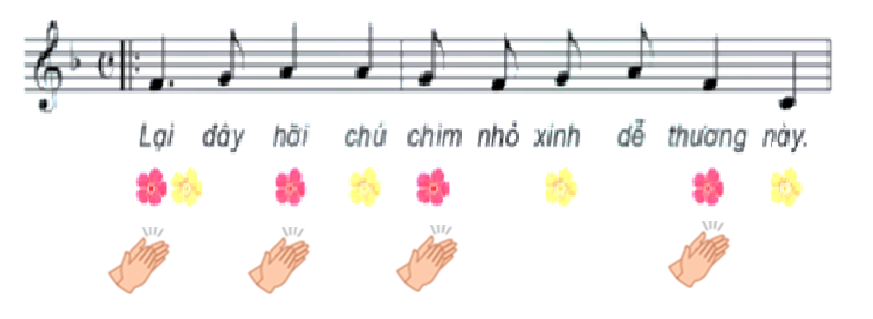 Lại đây hỡi chú chim nhỏ xinh dễ thương này.